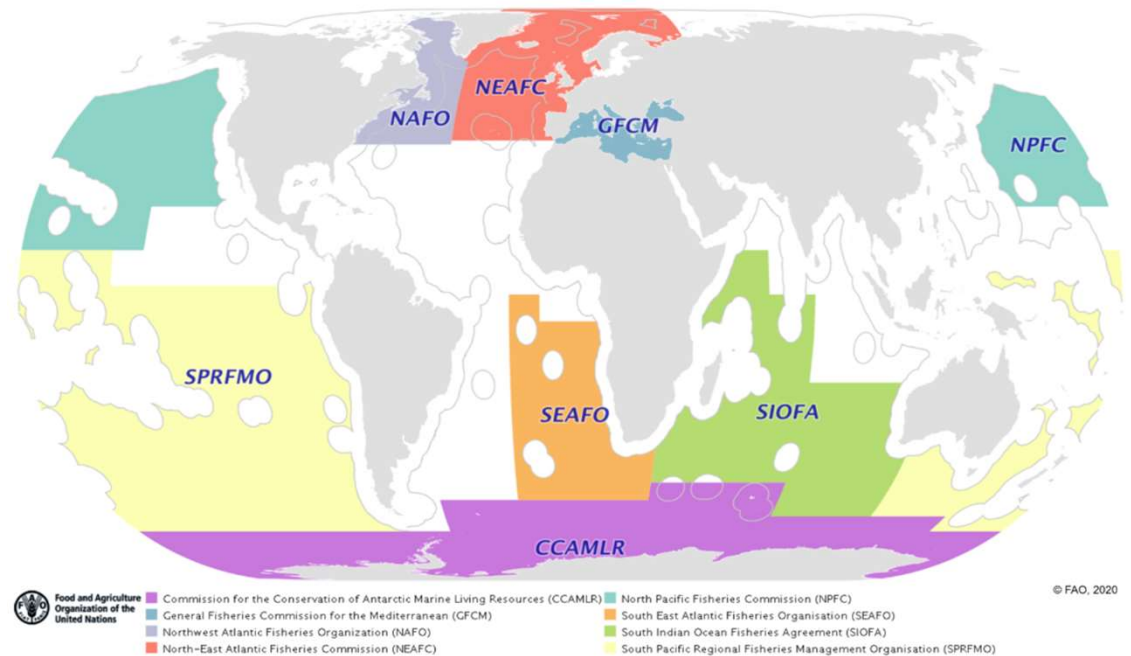 NEAFC
NAFO
GFCM
NPFC
SPRFMO
SEAFO
SIOFA
CCAMLR
© FAO, 2020
FAO
FIAT PANIS
Food and Agriculture
Organization of the
United Nations
Commission for the Conservation of Antarctic Marine Living Resources (CCAMLR)
General Fisheries Commission for the Mediterranean (GFCM)
Northwest Atlantic Fisheries Organization (NAFO)
North-East Atlantic Fisheries Commission (NEAFC)
North Pacific Fisheries Commission (NPFC)
South East Atlantic Fisheries Organisation (SEAFO)
South Indian Ocean Fisheries Agreement (SIOFA)
South Pacific Regional Fisheries Management Organisation (SPRFMO)